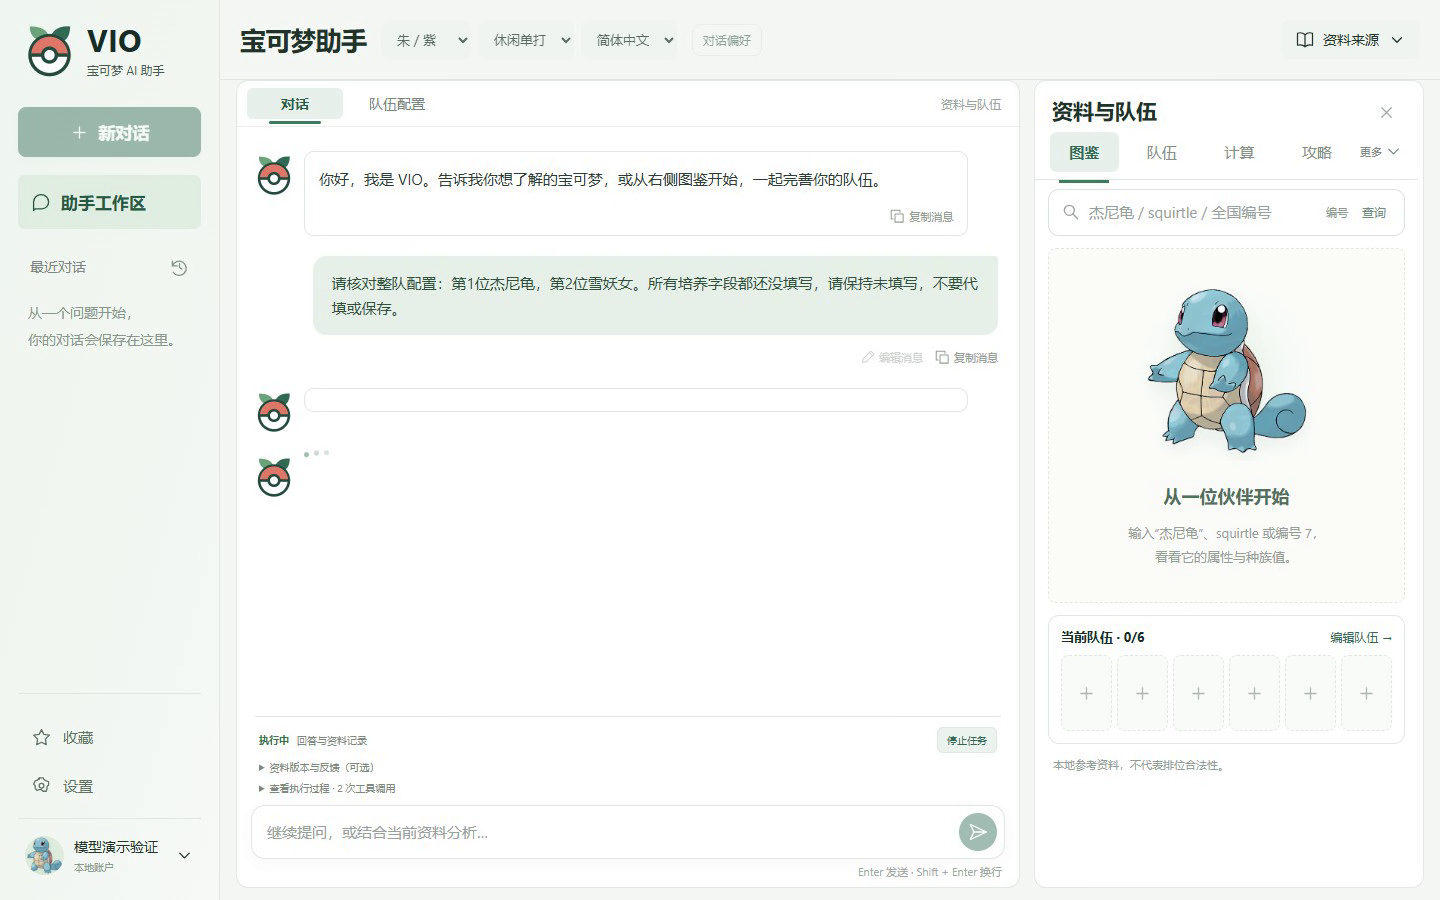 VIO
宝可梦 AI 助手
新对话
助手工作区
最近对话
从一个问题开始，
你的对话会保存在这里。
收藏
设置
模型演示验证
本地账户
宝可梦助手
朱 / 紫
休闲单打
简体中文
对话偏好
资料来源
对话
队伍配置
资料与队伍
你好，我是 VIO。告诉我你想了解的宝可梦，或从右侧图鉴开始，一起完善你的队伍。
复制消息
请核对整队配置：第1位杰尼龟，第2位雪妖女。所有培养字段都还没填写，请保持未填写，不要代
填或保存。
编辑消息
复制消息
执行中 回答与资料记录
停止任务
资料版本与反馈（可选）
查看执行过程 · 2 次工具调用
继续提问，或结合当前资料分析...
Enter 发送 · Shift + Enter 换行
资料与队伍
图鉴
队伍
计算
攻略
更多
杰尼龟 / squirtle / 全国编号
编号
查询
从一位伙伴开始
输入“杰尼龟”、squirtle 或编号 7，
看看它的属性与种族值。
当前队伍 · 0/6
编辑队伍 →
本地参考资料，不代表排位合法性。